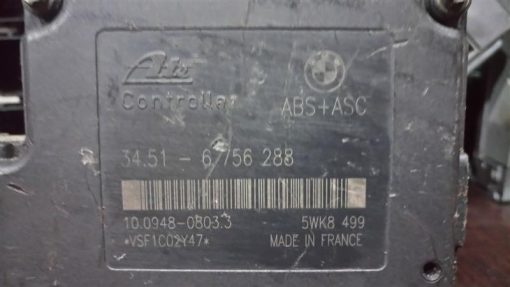 Ate
Controller ABS+ASC
34.51 - 6 756 288
10.0948-0803.3 5WK8 499
*VSF1C02Y47* MADE IN FRANCE